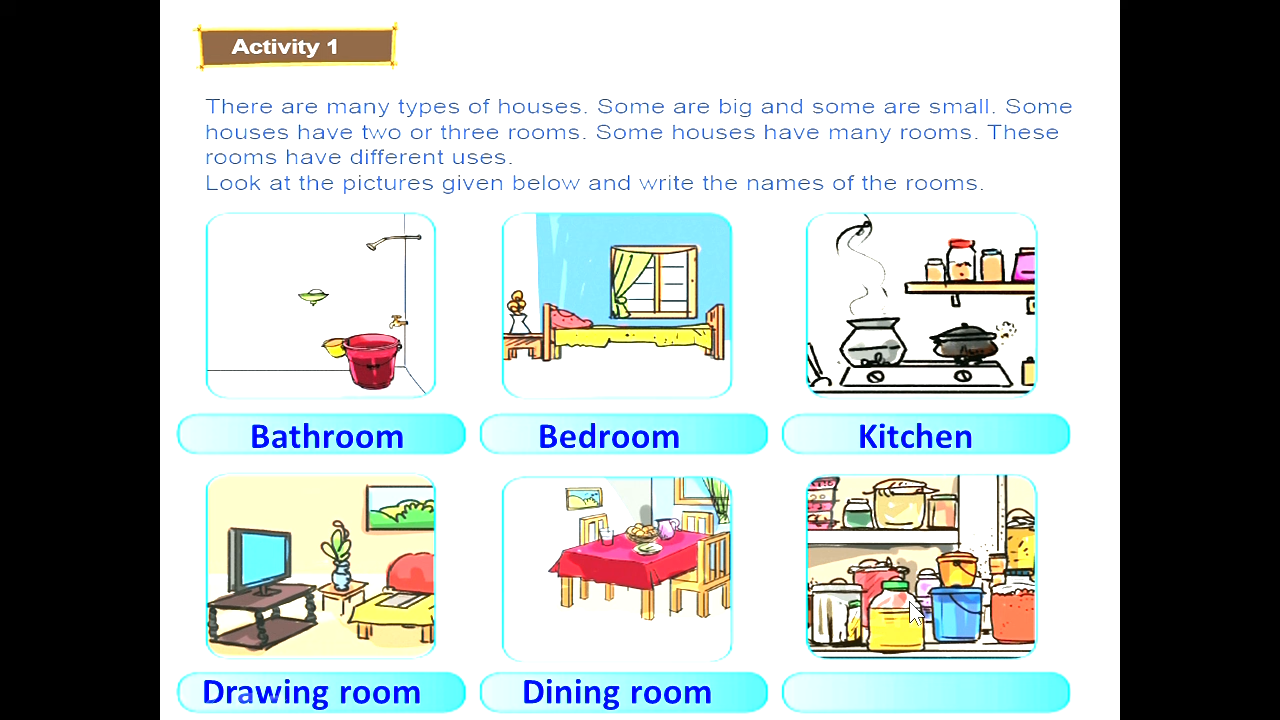 Activity 1
There are many types of houses. Some are big and some are small. Some
houses have two or three rooms. Some houses have many rooms. These
rooms have different uses.
Look at the pictures given below and write the names of the rooms.
Bathroom
Bedroom
Kitchen
Drawing room
Dining room